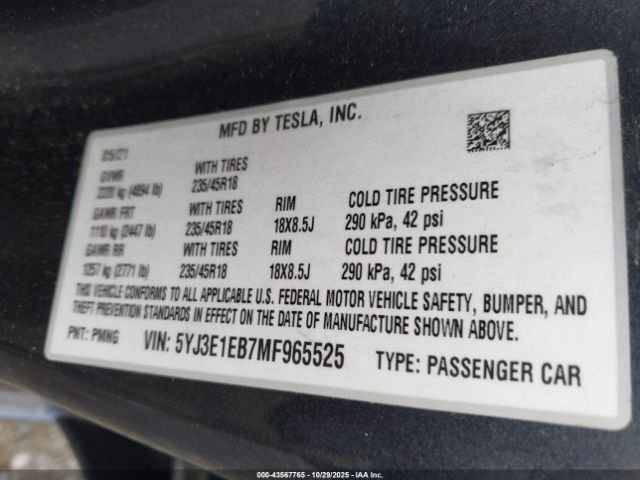 MFD BY TESLA, INC.
05/21
GVWR WITH TIRES
2220 kg (4894 lb) 235/45R18
GAWR FRT WITH TIRES RIM COLD TIRE PRESSURE
1110 kg (2447 lb) 235/45R18 18X8.5J 290 kPa, 42 psi
GAWR RR WITH TIRES RIM COLD TIRE PRESSURE
1257 kg (2771 lb) 235/45R18 18X8.5J 290 kPa, 42 psi
THIS VEHICLE CONFORMS TO ALL APPLICABLE U.S. FEDERAL MOTOR VEHICLE SAFETY, BUMPER, AND
THEFT PREVENTION STANDARDS IN EFFECT ON THE DATE OF MANUFACTURE SHOWN ABOVE.
PNT: PMNG VIN: 5YJ3E1EB7MF965525 TYPE: PASSENGER CAR
000-43567765 | 10/29/2025 | IAA Inc.